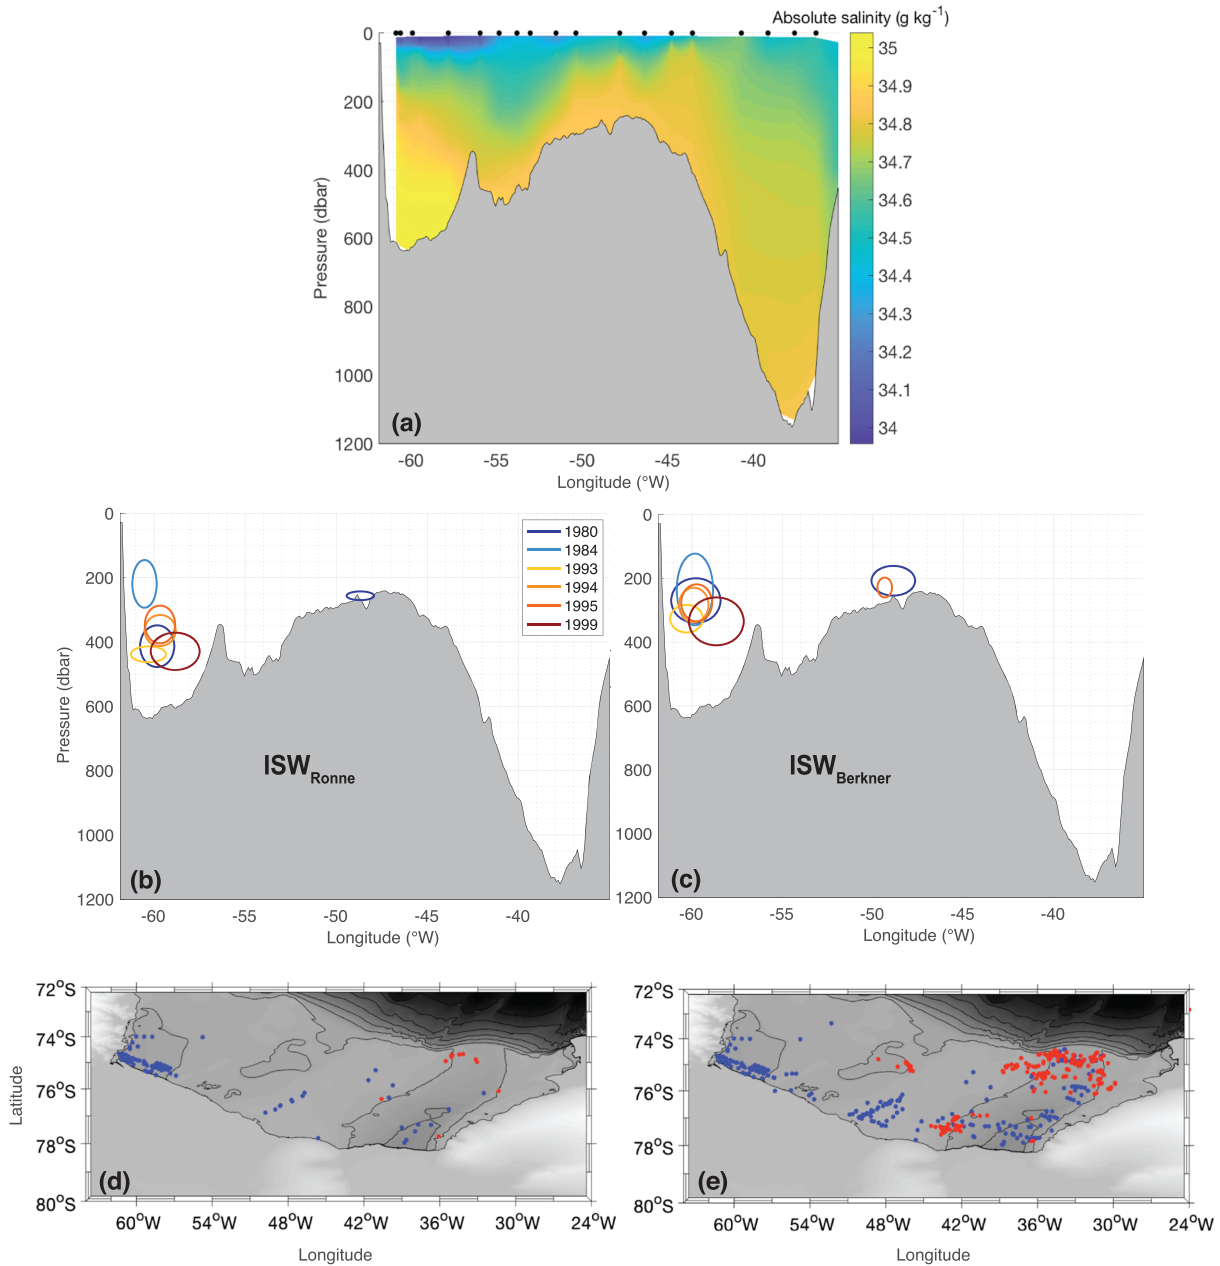 Absolute salinity (g kg-1)
0
200
400
600
800
1000
1200
Pressure (dbar)
(a)
-60 -55 -50 -45 -40
Longitude (°W)
35
34.9
34.8
34.7
34.6
34.5
34.4
34.3
34.2
34.1
34
0
200
400
600
800
1000
1200
Pressure (dbar)
1980
1984
1993
1994
1995
1999
ISW Ronne
(b)
-60 -55 -50 -45 -40
Longitude (°W)
0
200
400
600
800
1000
1200
ISW Berkner
(c)
-60 -55 -50 -45 -40
Longitude (°W)
72°S
74°S
76°S
78°S
80°S
Latitude
(d)
60°W 54°W 48°W 42°W 36°W 30°W 24°W
Longitude
72°S
74°S
76°S
78°S
80°S
(e)
60°W 54°W 48°W 42°W 36°W 30°W 24°W
Longitude